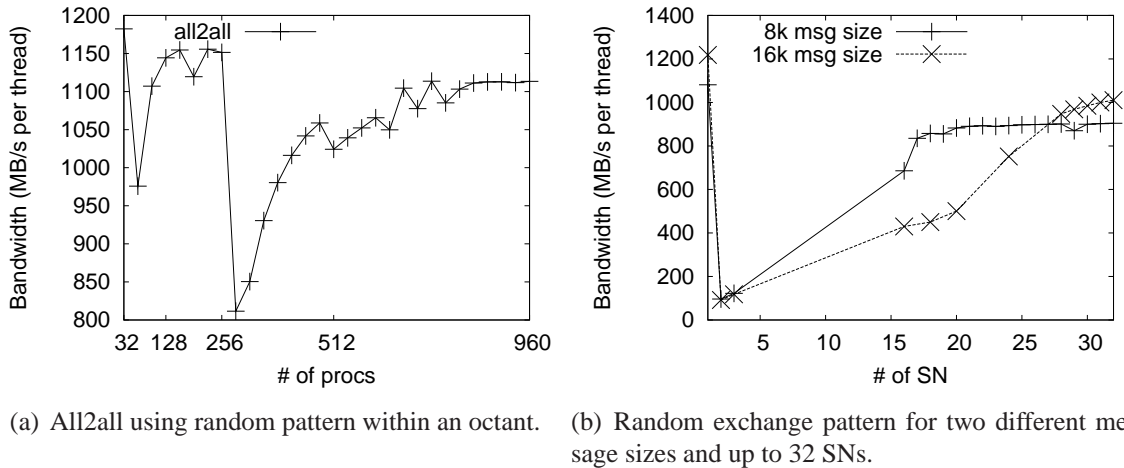 1200
1150
1100
1050
1000
950
900
850
800
32
128
256
512
960
Bandwidth (MB/s per thread)
# of procs
all2all
1400
1200
1000
800
600
400
200
0
5
10
15
20
25
30
Bandwidth (MB/s per thread)
# of SN
8k msg size
16k msg size
(a) All2all using random pattern within an octant.
(b) Random exchange pattern for two different me
sage sizes and up to 32 SNs.